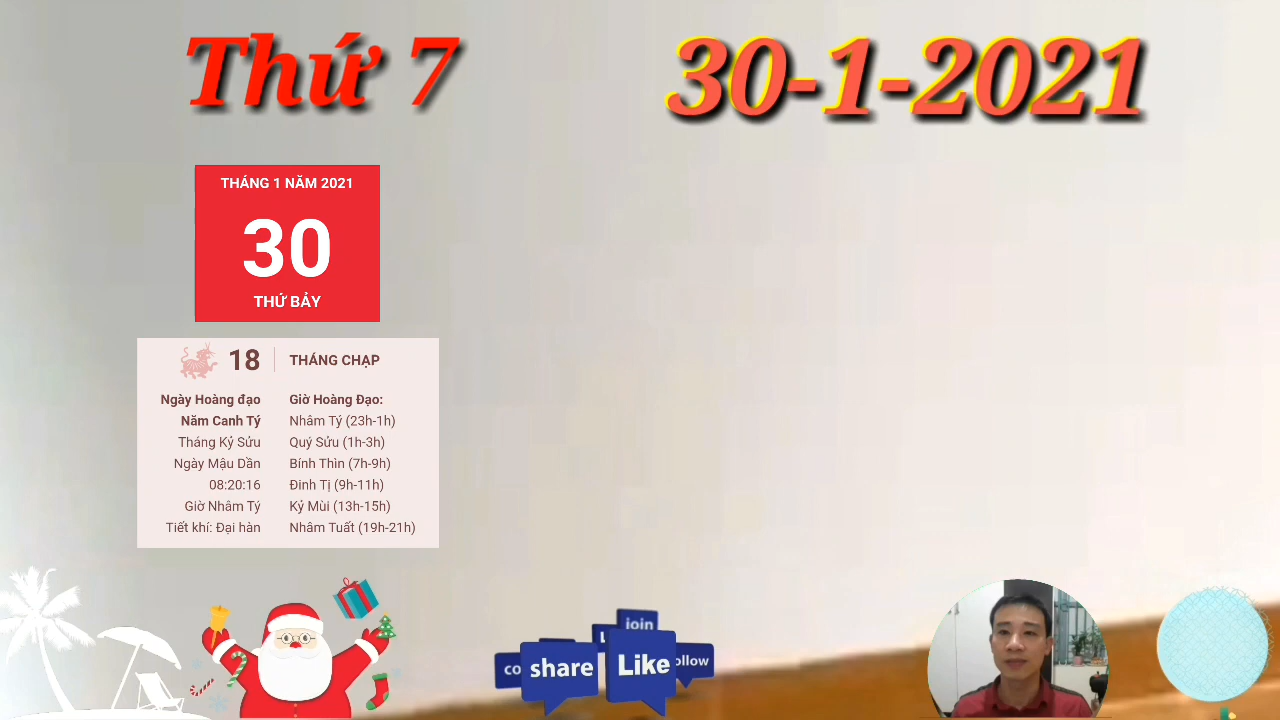 Thứ 7
30-1-2021
THÁNG 1 NĂM 2021
30
THỨ BẢY
18
THÁNG CHẠP
Ngày Hoàng đạo
Năm Canh Tý
Tháng Kỷ Sửu
Ngày Mậu Dần
08:20:16
Giờ Nhâm Tý
Tiết khí: Đại hàn
Giờ Hoàng Đạo:
Nhâm Tý (23h-1h)
Quý Sửu (1h-3h)
Bính Thìn (7h-9h)
Đinh Tị (9h-11h)
Kỷ Mùi (13h-15h)
Nhâm Tuất (19h-21h)
join
co
share
L
Like
ollow